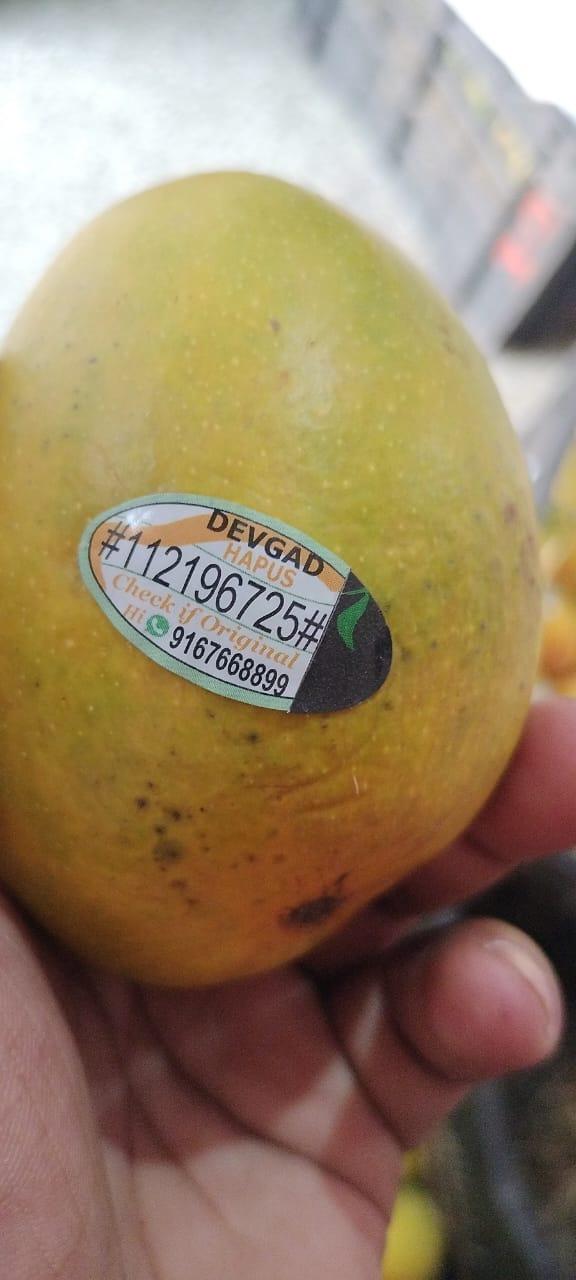 DEVGAD
HAPUS
#112196725#
Check if Original
Hi 9167668899